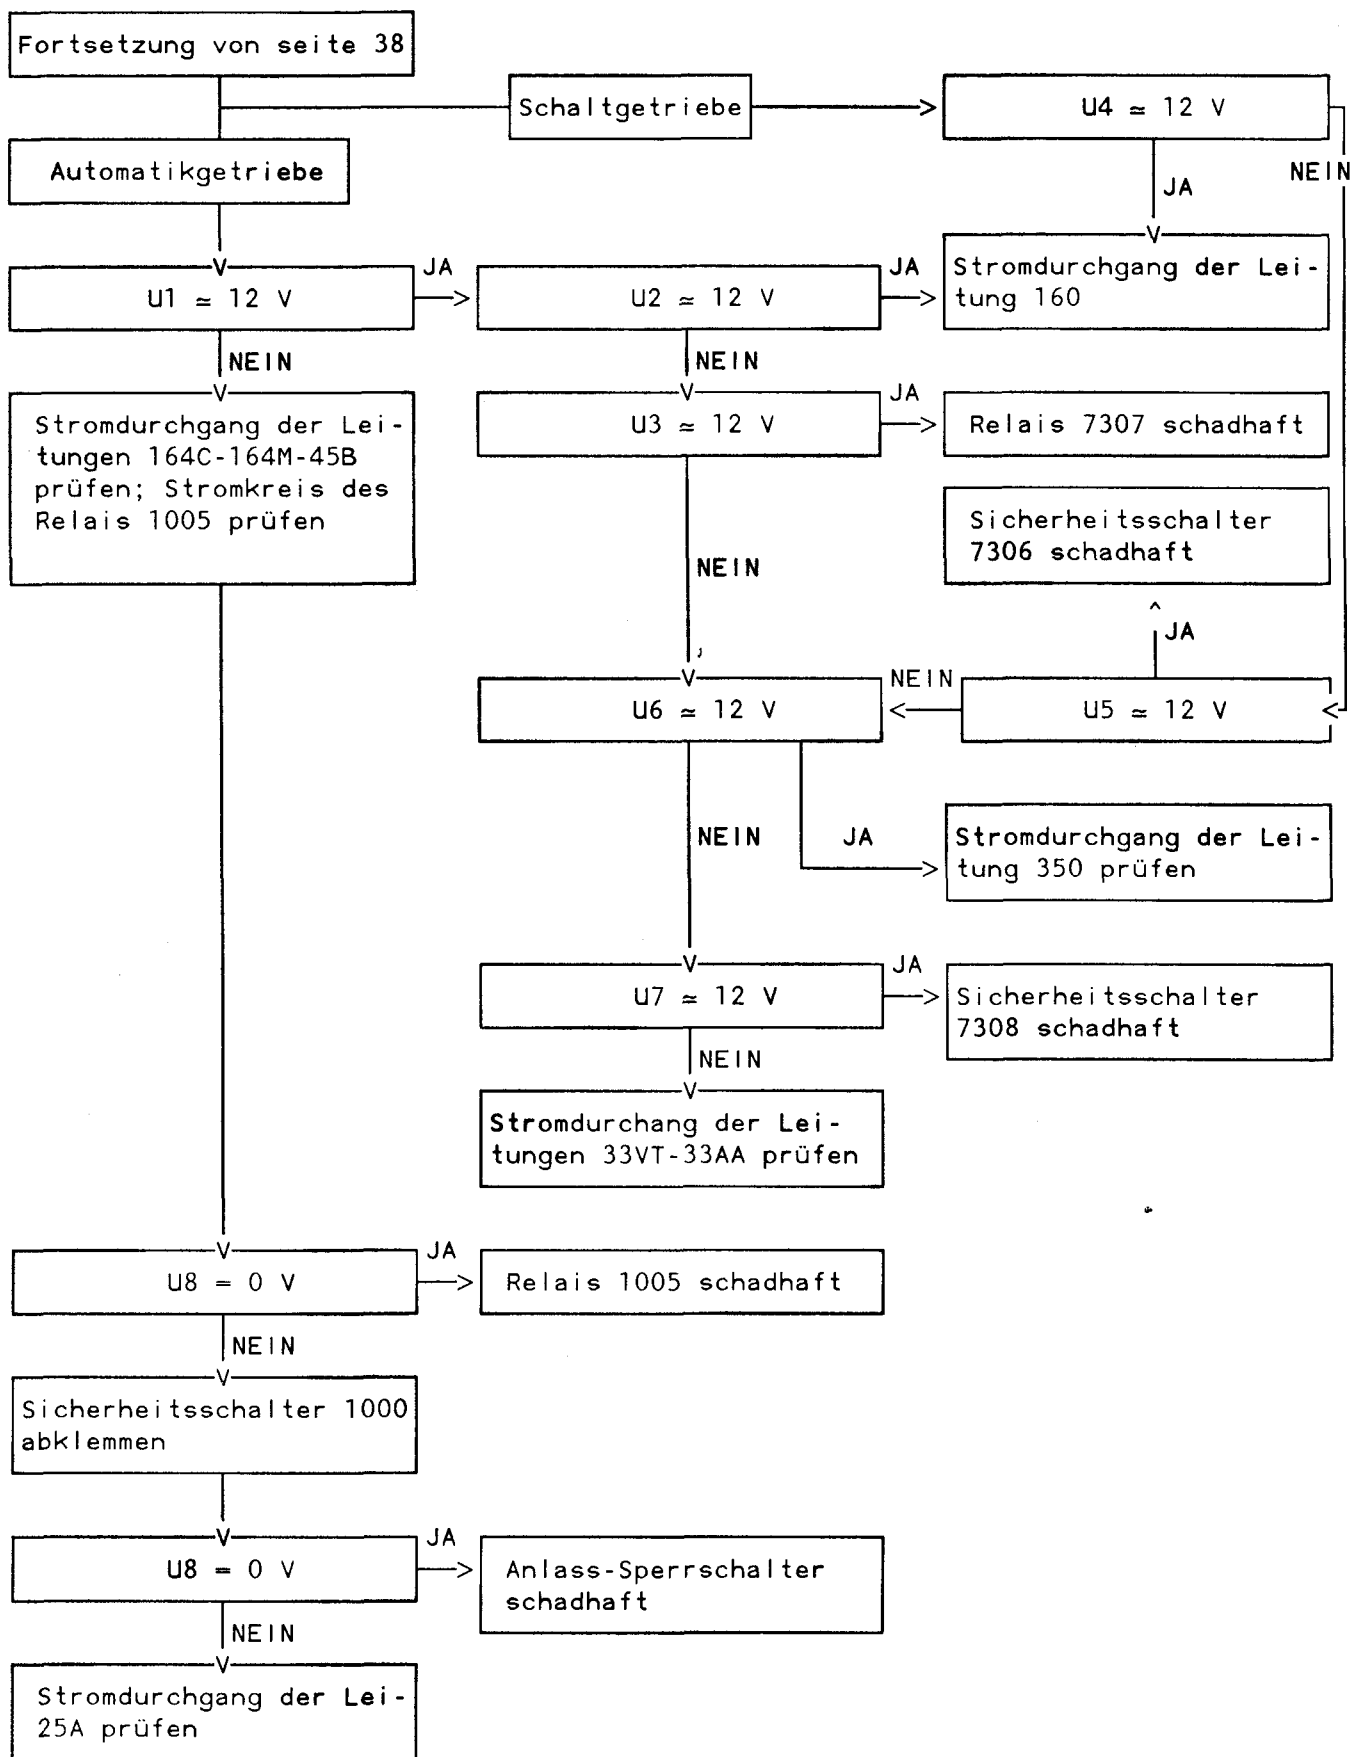 Fortsetzung von seite 38
Schaltgetriebe
U4 ≃ 12 V
NEIN
JA
Automatikgetriebe
U1 ≃ 12 V
JA
U2 ≃ 12 V
JA
Stromdurchgang der Lei-
tung 160
NEIN
NEIN
Stromdurchgang der Lei-
tungen 164C-164M-45B
prüfen; Stromkreis des
Relais 1005 prüfen
U3 ≃ 12 V
JA
Relais 7307 schadhaft
NEIN
Sicherheitsschalter
7306 schadhaft
JA
U6 ≃ 12 V
NEIN
U5 ≃ 12 V
NEIN
JA
Stromdurchgang der Lei-
tung 350 prüfen
U7 ≃ 12 V
JA
Sicherheitsschalter
7308 schadhaft
NEIN
Stromdurchang der Lei-
tungen 33VT-33AA prüfen
U8 = 0 V
JA
Relais 1005 schadhaft
NEIN
Sicherheitsschalter 1000
abklemmen
U8 = 0 V
JA
Anlass-Sperrschalter
schadhaft
NEIN
Stromdurchgang der Lei-
25A prüfen